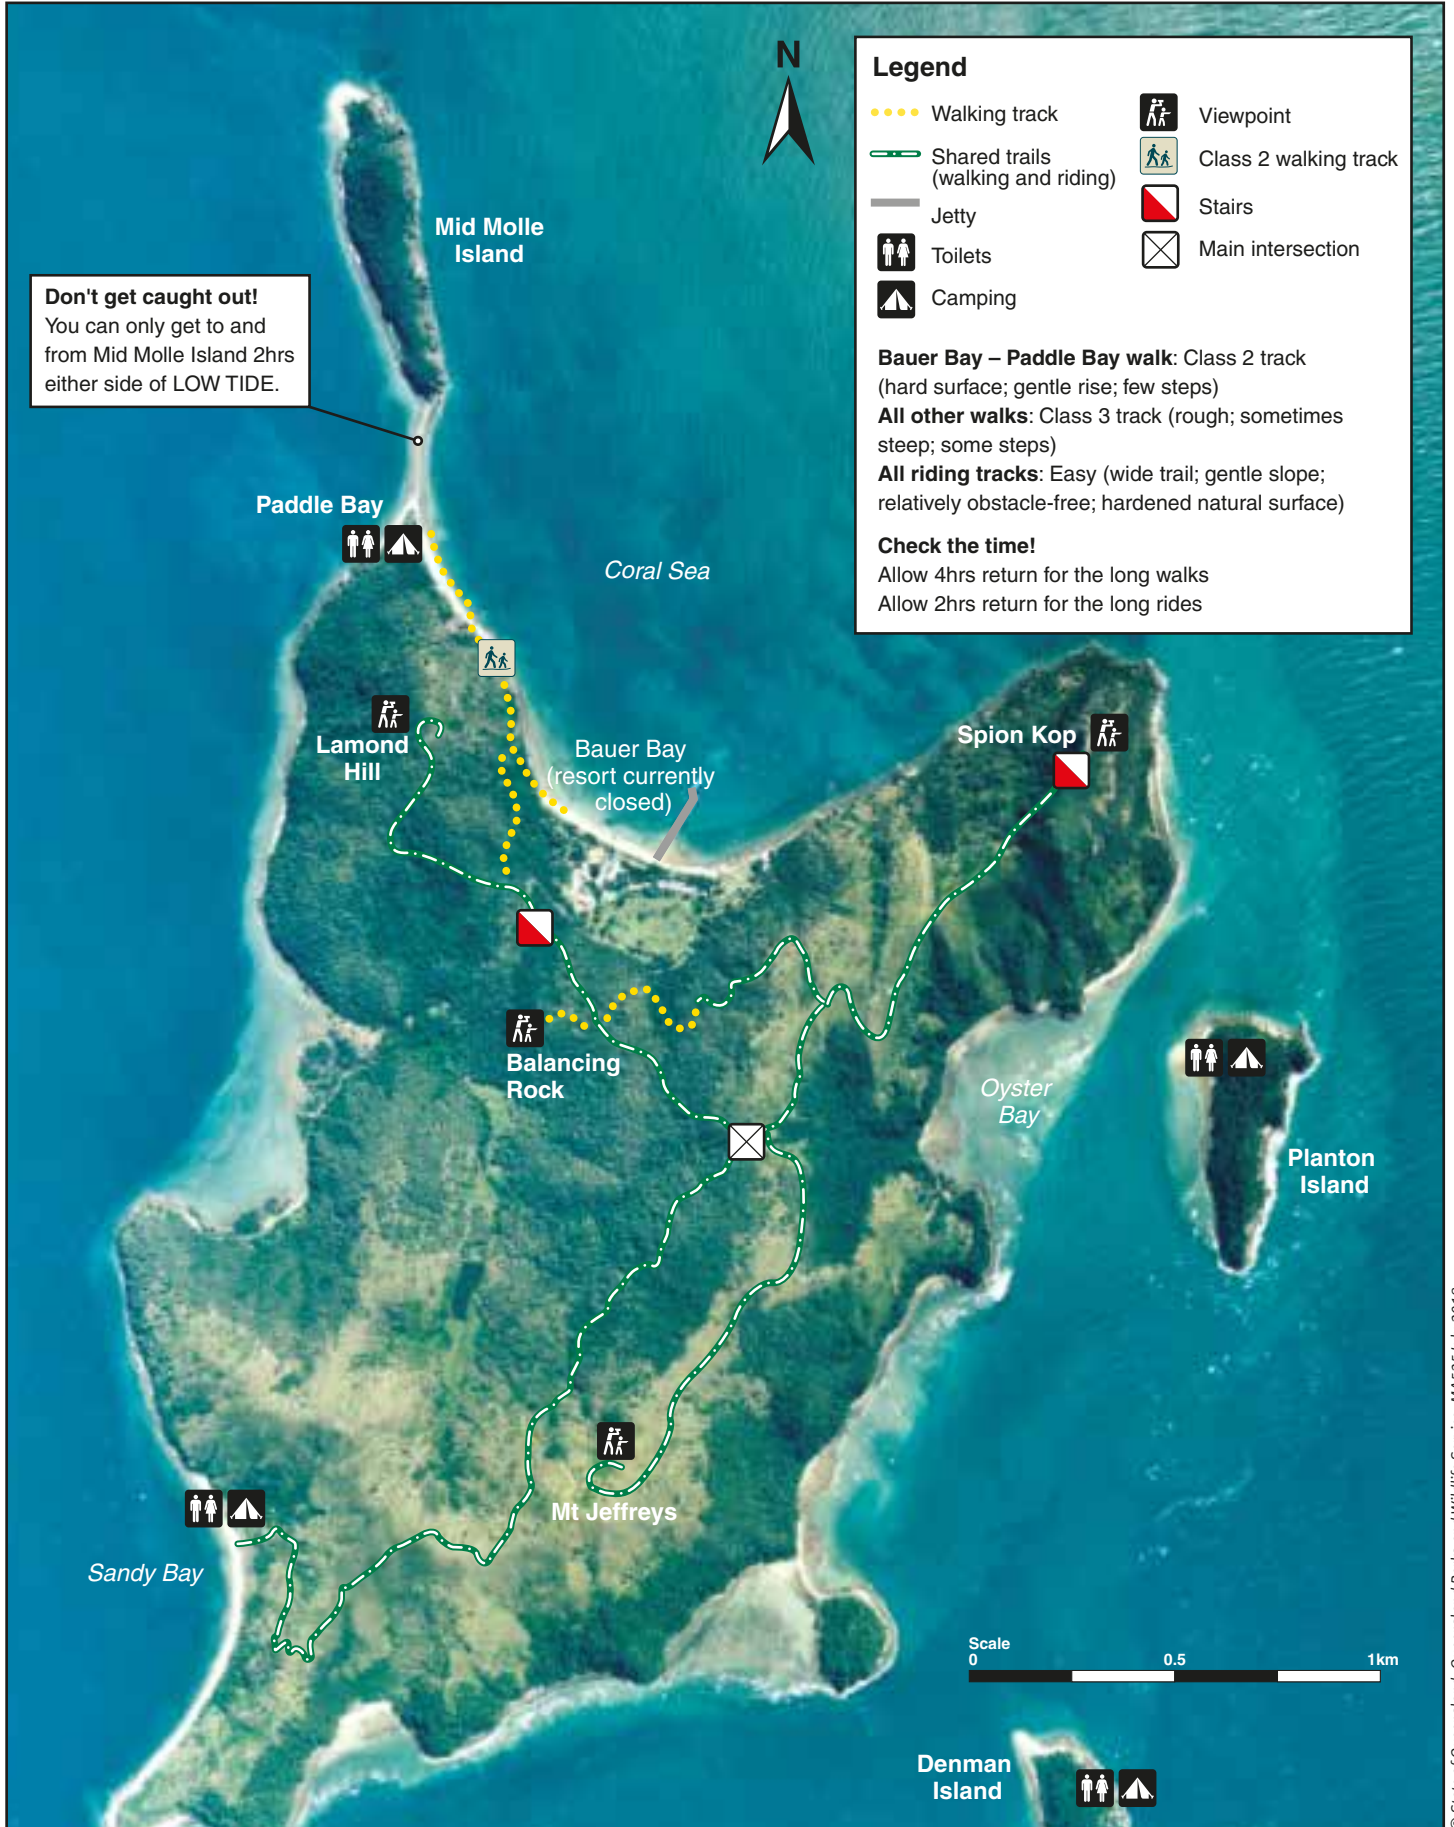 N
Legend
Walking track
Shared trails
(walking and riding)
Jetty
Toilets
Camping
Viewpoint
Class 2 walking track
Stairs
Main intersection
Bauer Bay – Paddle Bay walk: Class 2 track
(hard surface; gentle rise; few steps)
All other walks: Class 3 track (rough; sometimes
steep; some steps)
All riding tracks: Easy (wide trail; gentle slope;
relatively obstacle-free; hardened natural surface)
Check the time!
Allow 4hrs return for the long walks
Allow 2hrs return for the long rides
Mid Molle
Island
Don't get caught out!
You can only get to and
from Mid Molle Island 2hrs
either side of LOW TIDE.
Paddle Bay
Coral Sea
Lamond
Hill
Bauer Bay
(resort currently
closed)
Spion Kop
Balancing
Rock
Oyster
Bay
Planton
Island
Mt Jeffreys
Sandy Bay
Scale
0 0.5 1km
Denman
Island